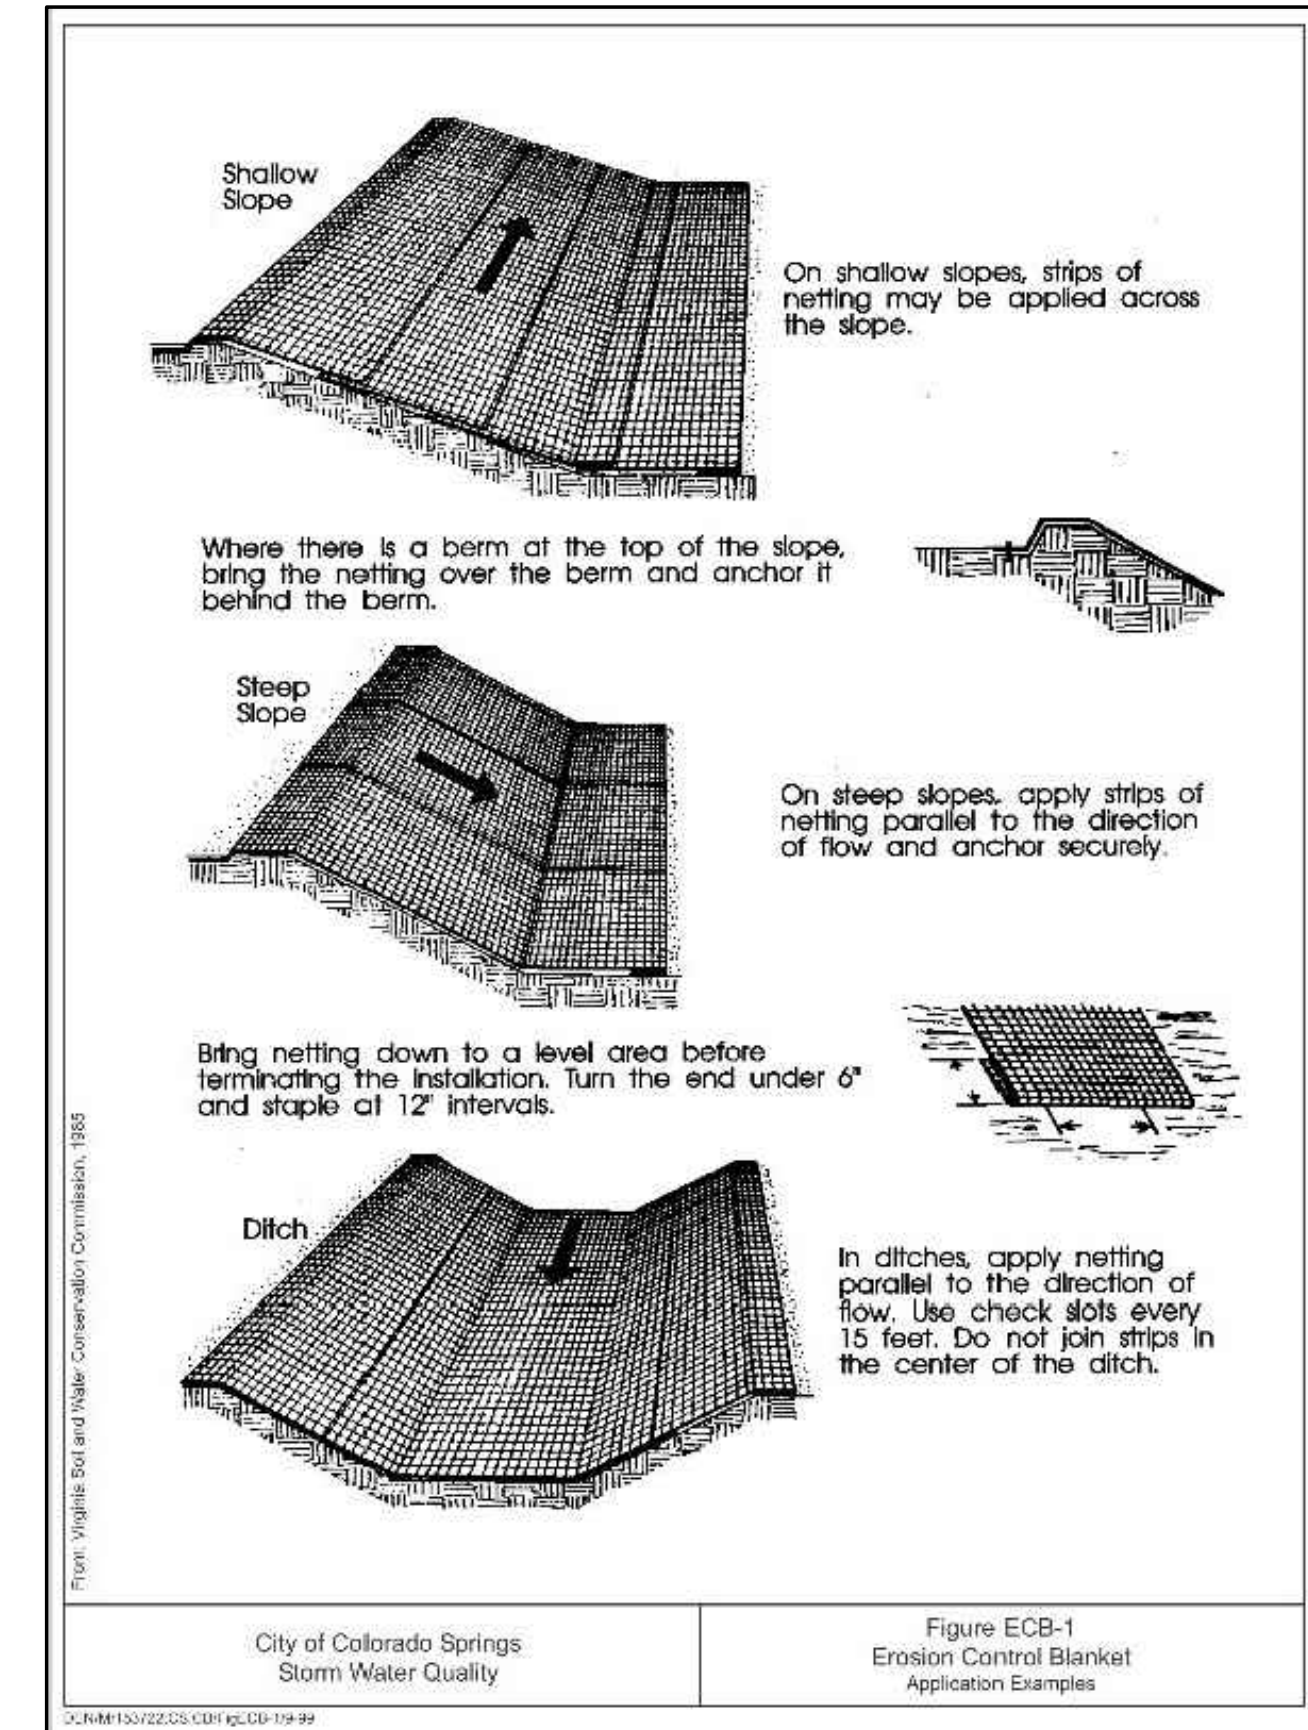 Shallow
Slope
On shallow slopes, strips of
netting may be applied across
the slope.
Where there is a berm at the top of the slope,
bring the netting over the berm and anchor it
behind the berm.
Steep
Slope
On steep slopes, apply strips of
netting parallel to the direction
of flow and anchor securely.
Bring netting down to a level area before
terminating the installation. Turn the end under 6"
and staple at 12" intervals.
Ditch
In ditches, apply netting
parallel to the direction of
flow. Use check slots every
15 feet. Do not join strips in
the center of the ditch.
From: Virginia Soil and Water Conservation Commission, 1985
City of Colorado Springs
Storm Water Quality
Figure ECB-1
Erosion Control Blanket
Application Examples